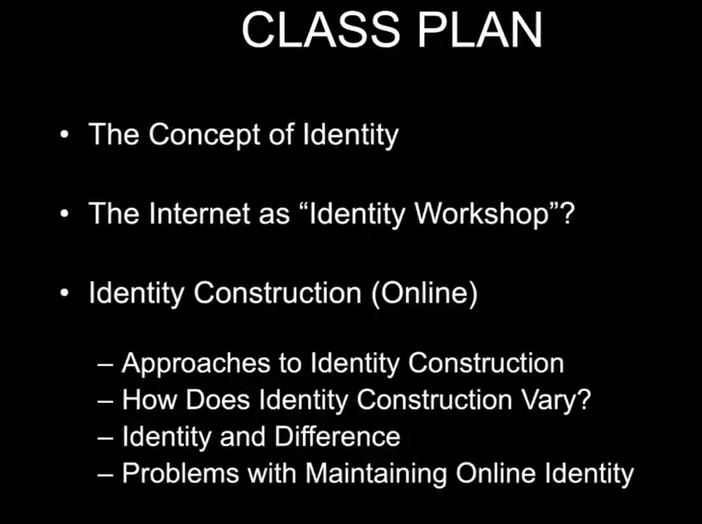 CLASS PLAN
• The Concept of Identity
• The Internet as “Identity Workshop”?
• Identity Construction (Online)
– Approaches to Identity Construction
– How Does Identity Construction Vary?
– Identity and Difference
– Problems with Maintaining Online Identity